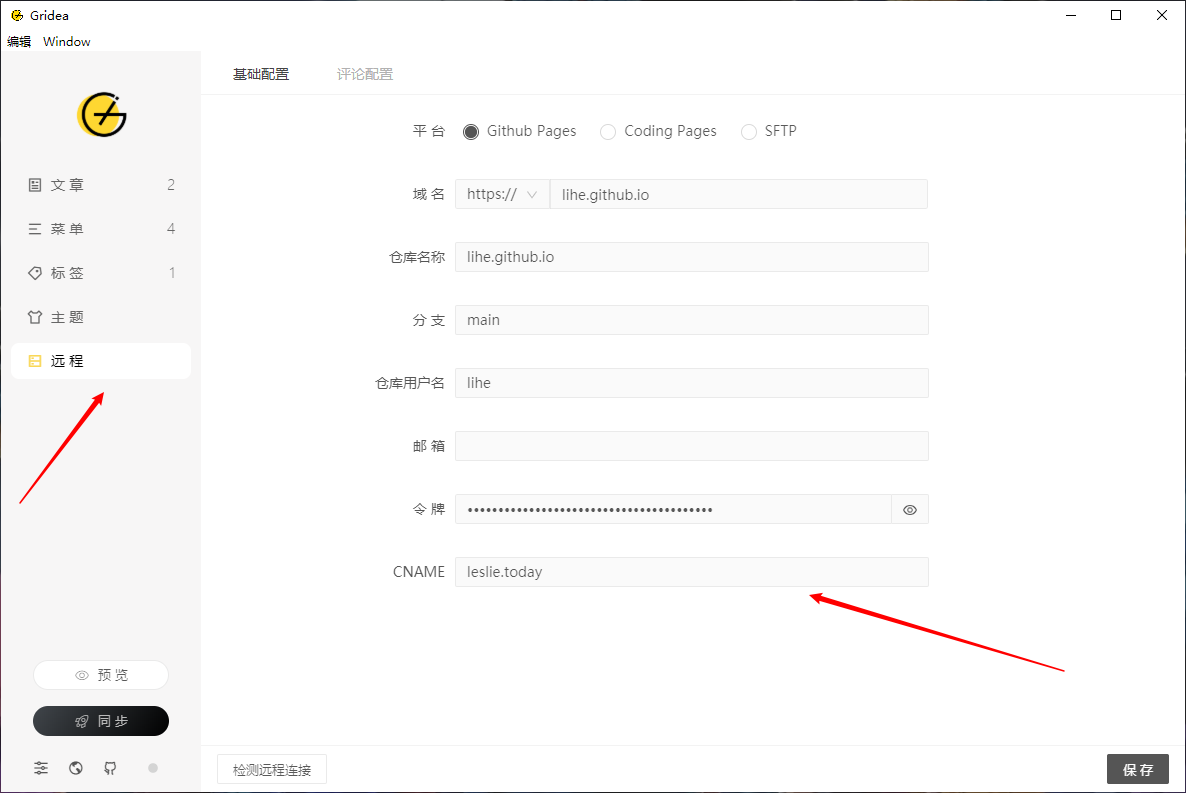 Gridea
编辑 Window
基础配置 评论配置
文章 2
菜单 4
标签 1
主题
远程
预览
同步
平台 Github Pages Coding Pages SFTP
域名 https:// lihe.github.io
仓库名称 lihe.github.io
分支 main
仓库用户名 lihe
邮箱
令牌 ••••••••••••••••••••••••••••••••••••••••
CNAME leslie.today
检测远程连接 保存